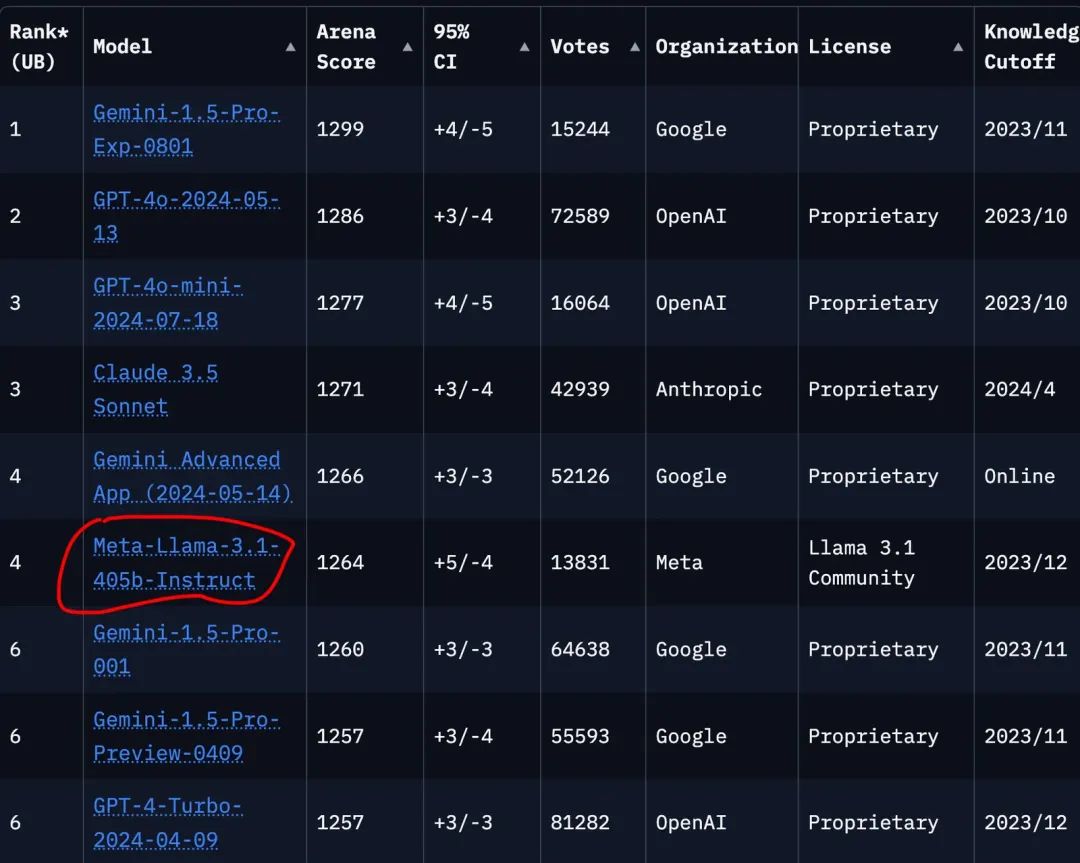 Rank* (UB) Model ▲ Arena Score ▲ 95% CI ▲ Votes ▲ Organization License ▲ Knowledg Cutoff
1 Gemini-1.5-Pro-Exp-0801 1299 +4/-5 15244 Google Proprietary 2023/11
2 GPT-4o-2024-05-13 1286 +3/-4 72589 OpenAI Proprietary 2023/10
3 GPT-4o-mini-2024-07-18 1277 +4/-5 16064 OpenAI Proprietary 2023/10
3 Claude 3.5 Sonnet 1271 +3/-4 42939 Anthropic Proprietary 2024/4
4 Gemini Advanced App (2024-05-14) 1266 +3/-3 52126 Google Proprietary Online
4 Meta-Llama-3.1-405b-Instruct 1264 +5/-4 13831 Meta Llama 3.1 Community 2023/12
6 Gemini-1.5-Pro-001 1260 +3/-3 64638 Google Proprietary 2023/11
6 Gemini-1.5-Pro-Preview-0409 1257 +3/-4 55593 Google Proprietary 2023/11
6 GPT-4-Turbo-2024-04-09 1257 +3/-3 81282 OpenAI Proprietary 2023/12